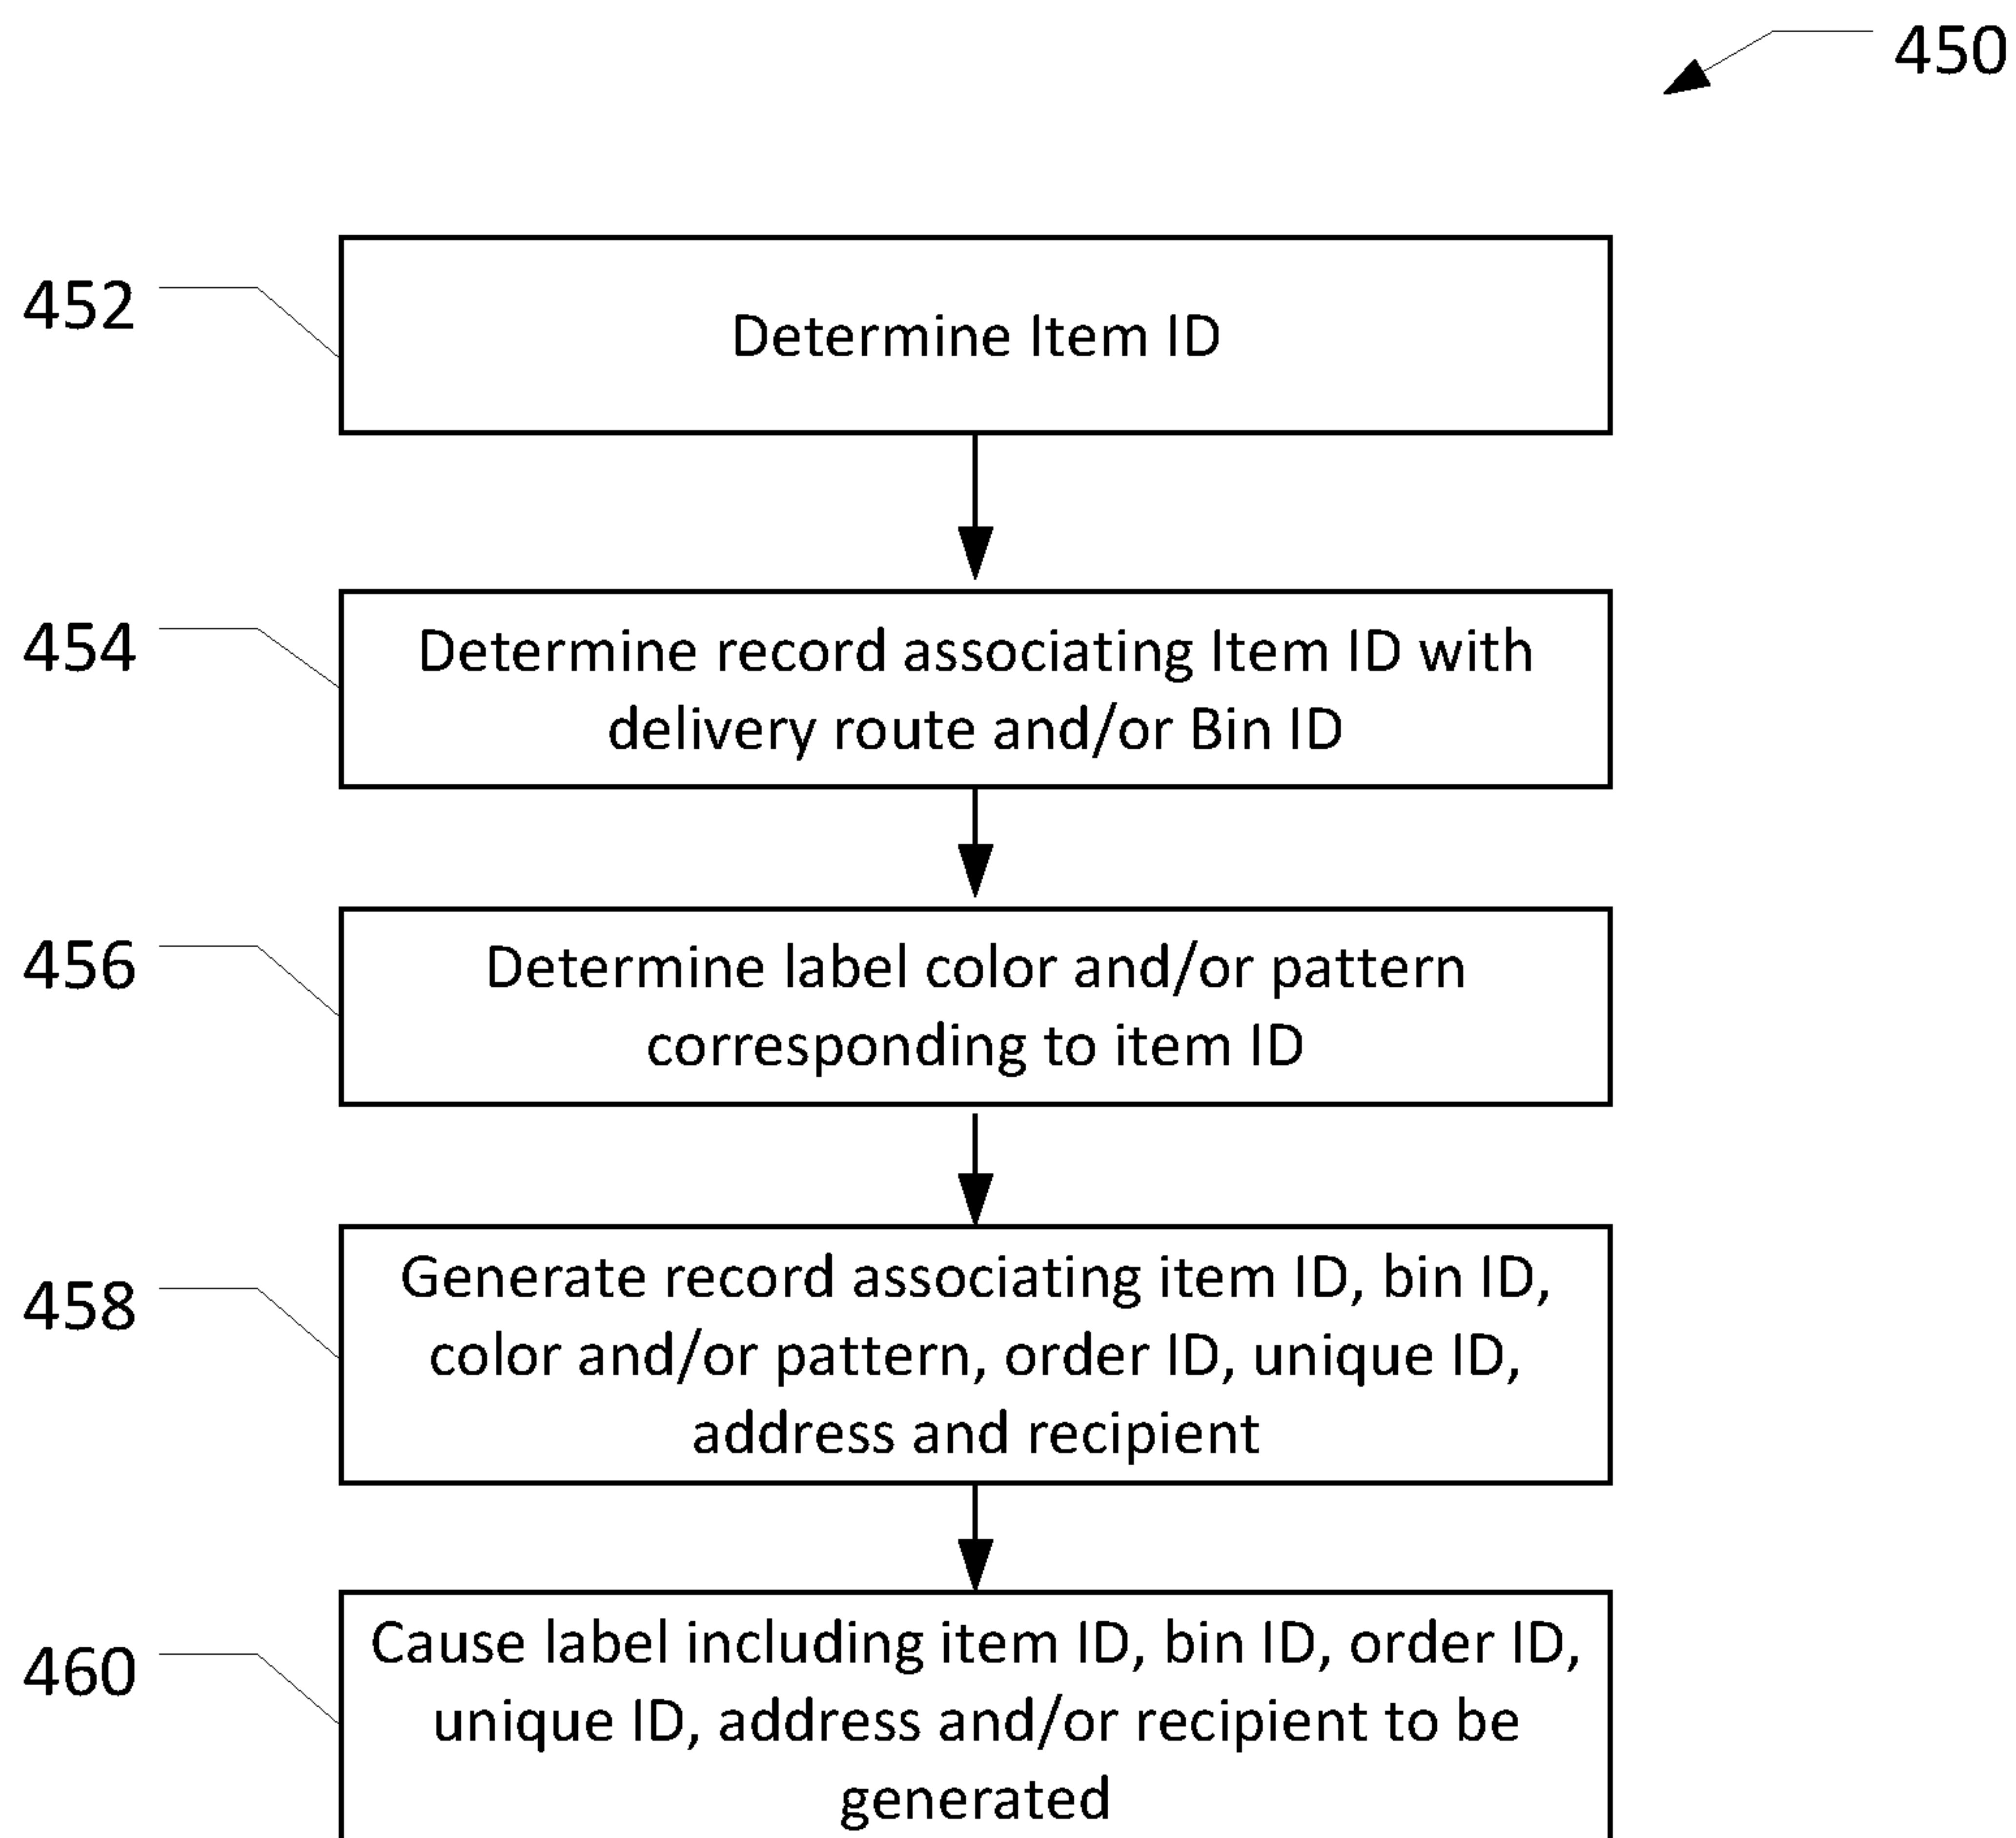 450
452
Determine Item ID
454
Determine record associating Item ID with
delivery route and/or Bin ID
456
Determine label color and/or pattern
corresponding to item ID
458
Generate record associating item ID, bin ID,
color and/or pattern, order ID, unique ID,
address and recipient
460
Cause label including item ID, bin ID, order ID,
unique ID, address and/or recipient to be
generated